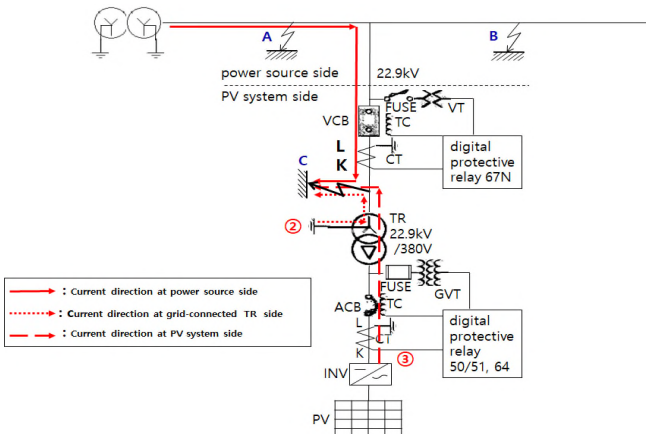 A
B
power source side
22.9kV
PV system side
FUSE
VT
VCB
TC
L
K
CT
digital
protective
relay 67N
C
②
TR
22.9kV
/380V
: Current direction at power source side
: Current direction at grid-connected TR side
: Current direction at PV system side
FUSE
GVT
ACB
TC
L
CT
K
digital
protective
relay
50/51, 64
③
INV
PV